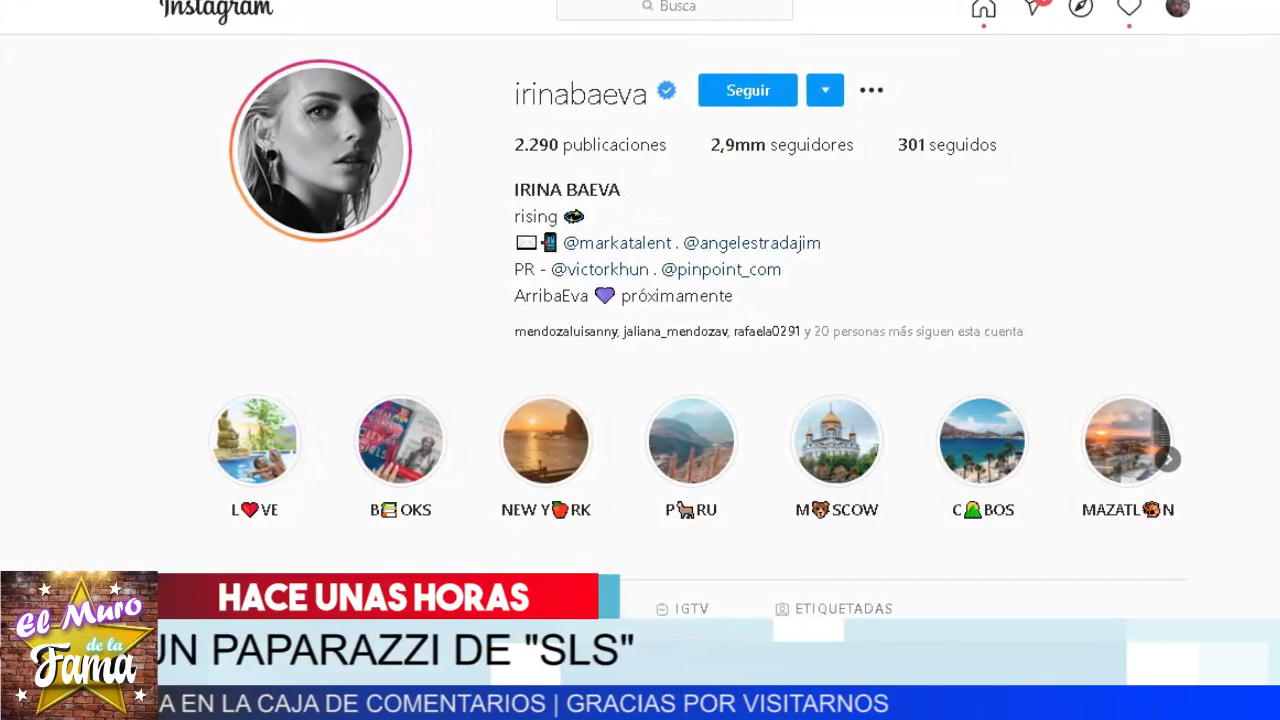 Instagram
Busca
irinabaeva
Seguir
2.290 publicaciones 2,9mm seguidores 301 seguidos
IRINA BAEVA
rising 💫
✉️📲 @markatalent . @angelestradajim
PR - @victorkhun . @pinpoint_com
ArribaEva 💜 próximamente
mendozaluisanny, jaliana_mendozav, rafaela0291 y 20 personas más siguen esta cuenta
L❤️VE B📚OKS NEW Y🍎RK P🦙RU M🐻SCOW C🌵BOS MAZATL🦁N
IGTV ETIQUETADAS
HACE UNAS HORAS
UN PAPARAZZI DE "SLS"
A EN LA CAJA DE COMENTARIOS | GRACIAS POR VISITARNOS
El Muro
de la
Fama